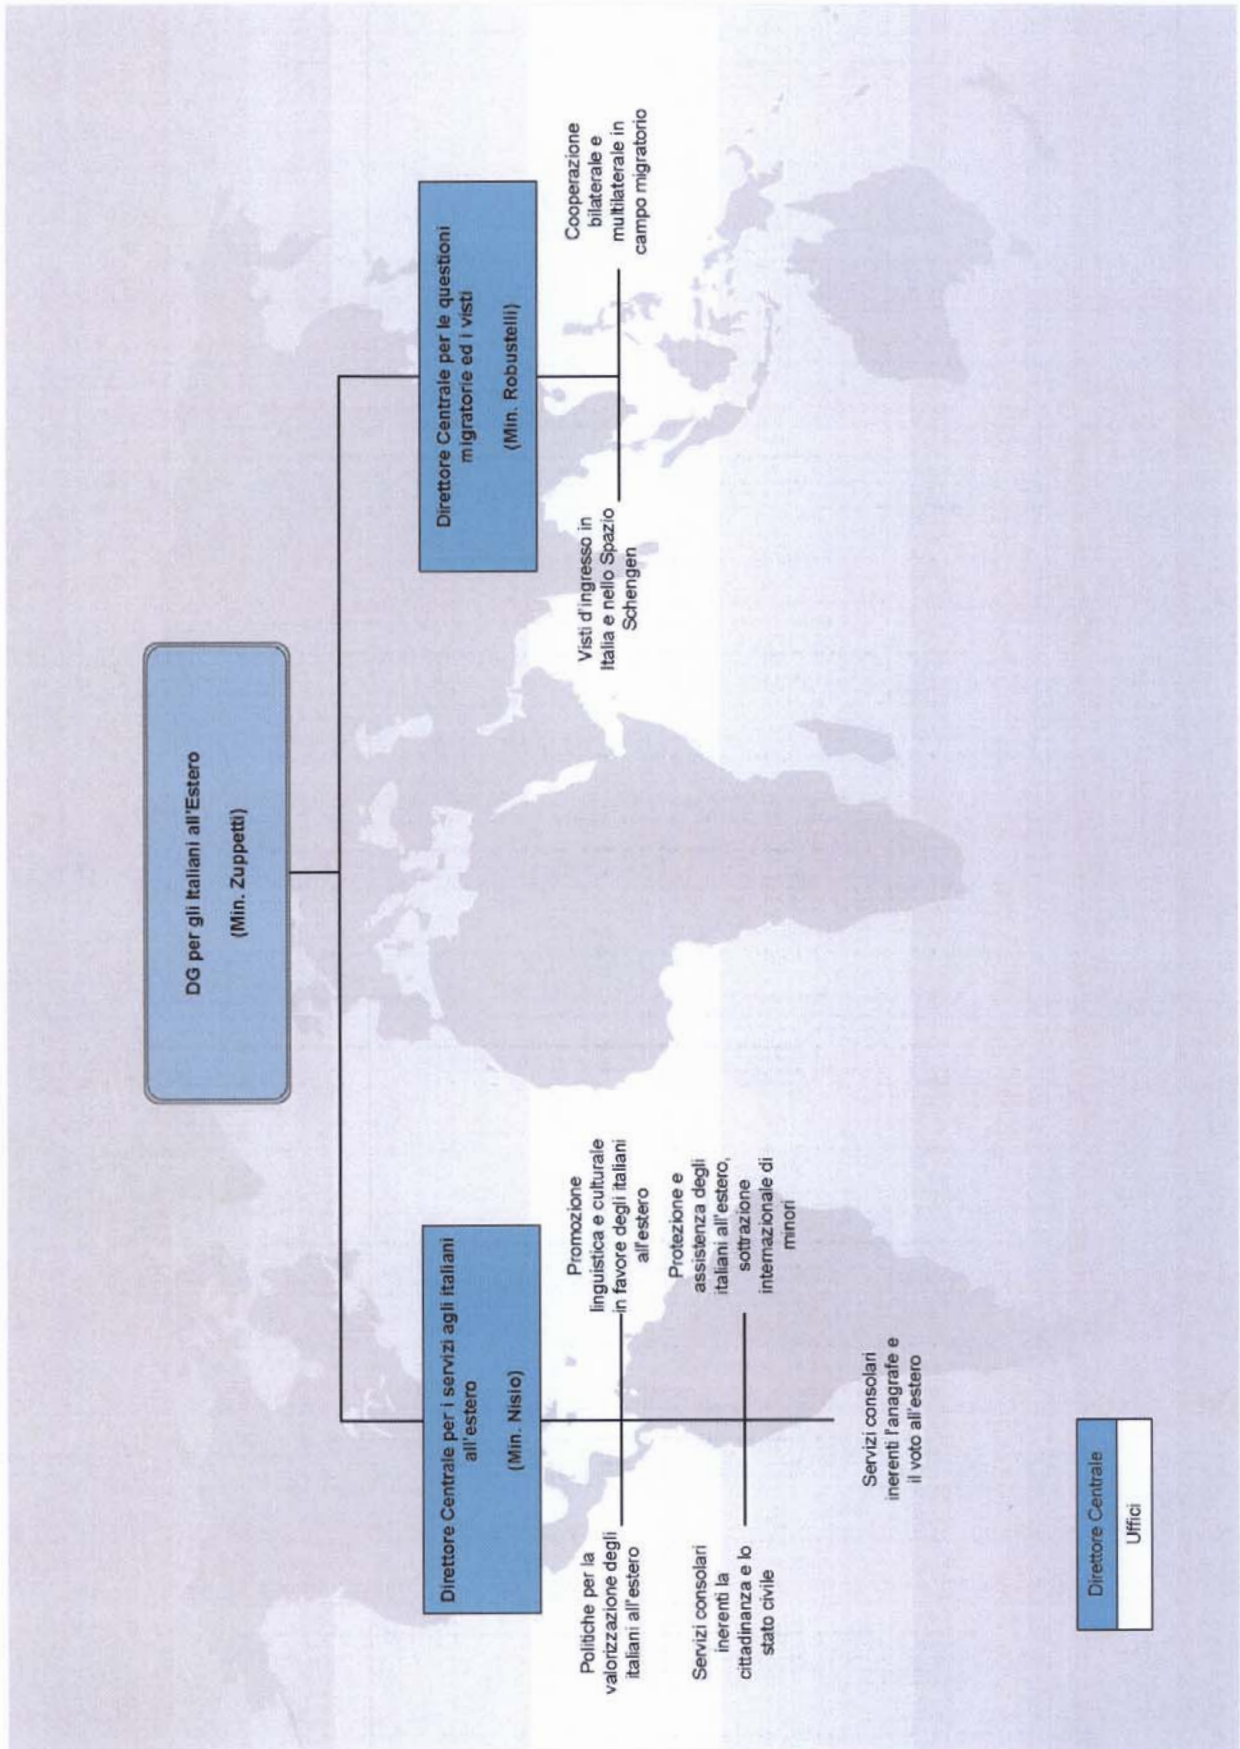 DG per gli Italiani all'Estero
(Min. Zuppetti)
Direttore Centrale per i servizi agli italiani
all'estero
(Min. Nisio)
Politiche per la
valorizzazione degli
italiani all'estero
Promozione
linguistica e culturale
in favore degli italiani
all'estero
Servizi consolari
inerenti la
cittadinanza e lo
stato civile
Protezione e
assistenza degli
italiani all'estero,
sottrazione
internazionale di
minori
Servizi consolari
inerenti l'anagrafe e
il voto all'estero
Direttore Centrale per le questioni
migratorie ed i visti
(Min. Robustelli)
Visti d'ingresso in
Italia e nello Spazio
Schengen
Cooperazione
bilaterale e
multilaterale in
campo migratorio
Direttore Centrale
Uffici